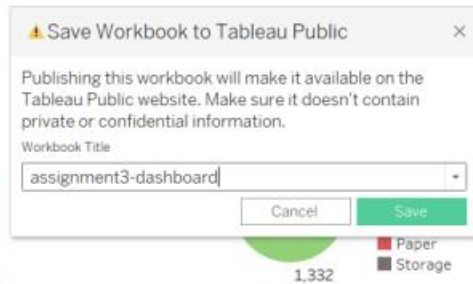 Save Workbook to Tableau Public
Publishing this workbook will make it available on the
Tableau Public website. Make sure it doesn't contain
private or confidential information.
Workbook Title
assignment3-dashboard
Cancel
Save
Paper
Storage
1,332